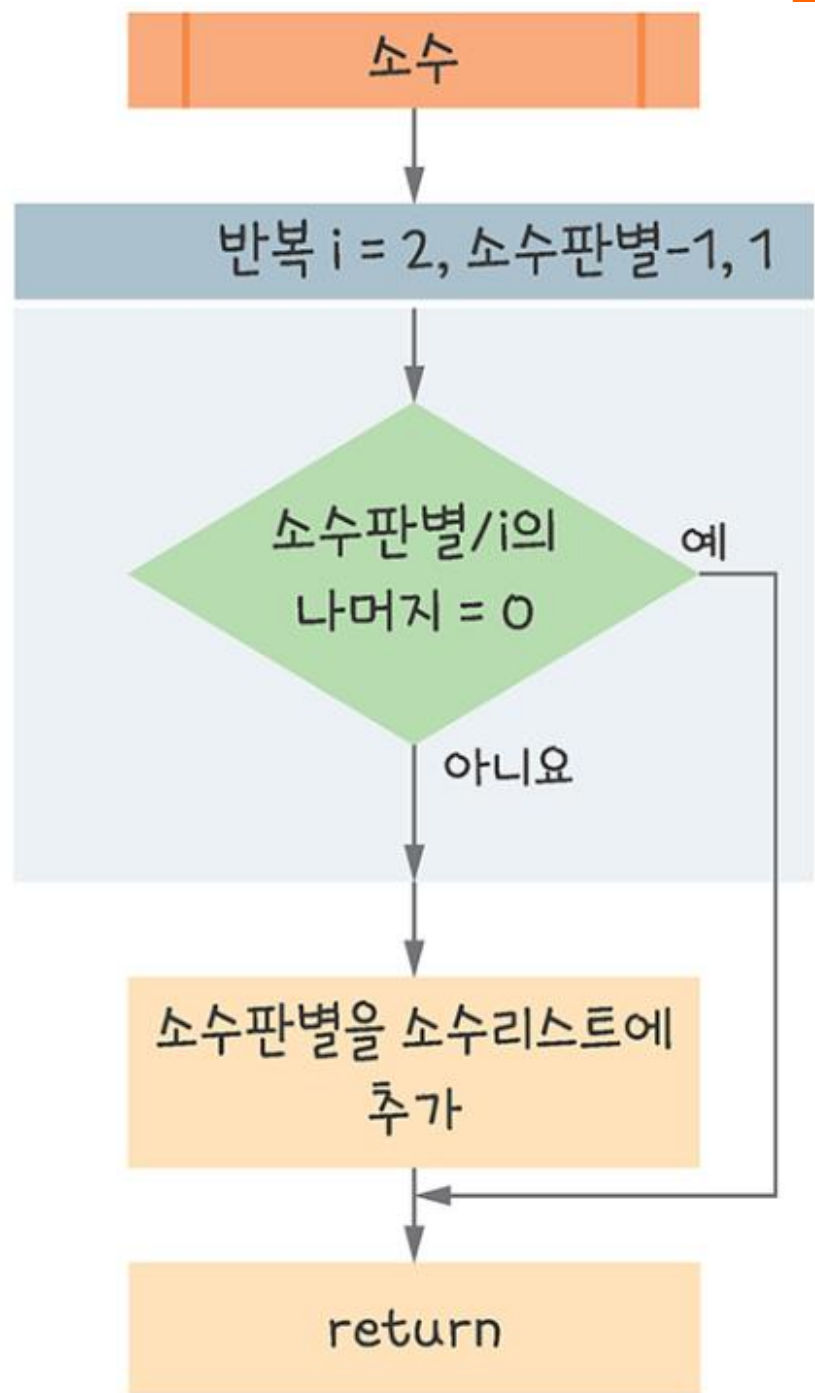 소수
반복 i = 2, 소수판별-1, 1
소수판별/i의
나머지 = 0
예
아니요
소수판별을 소수리스트에
추가
return